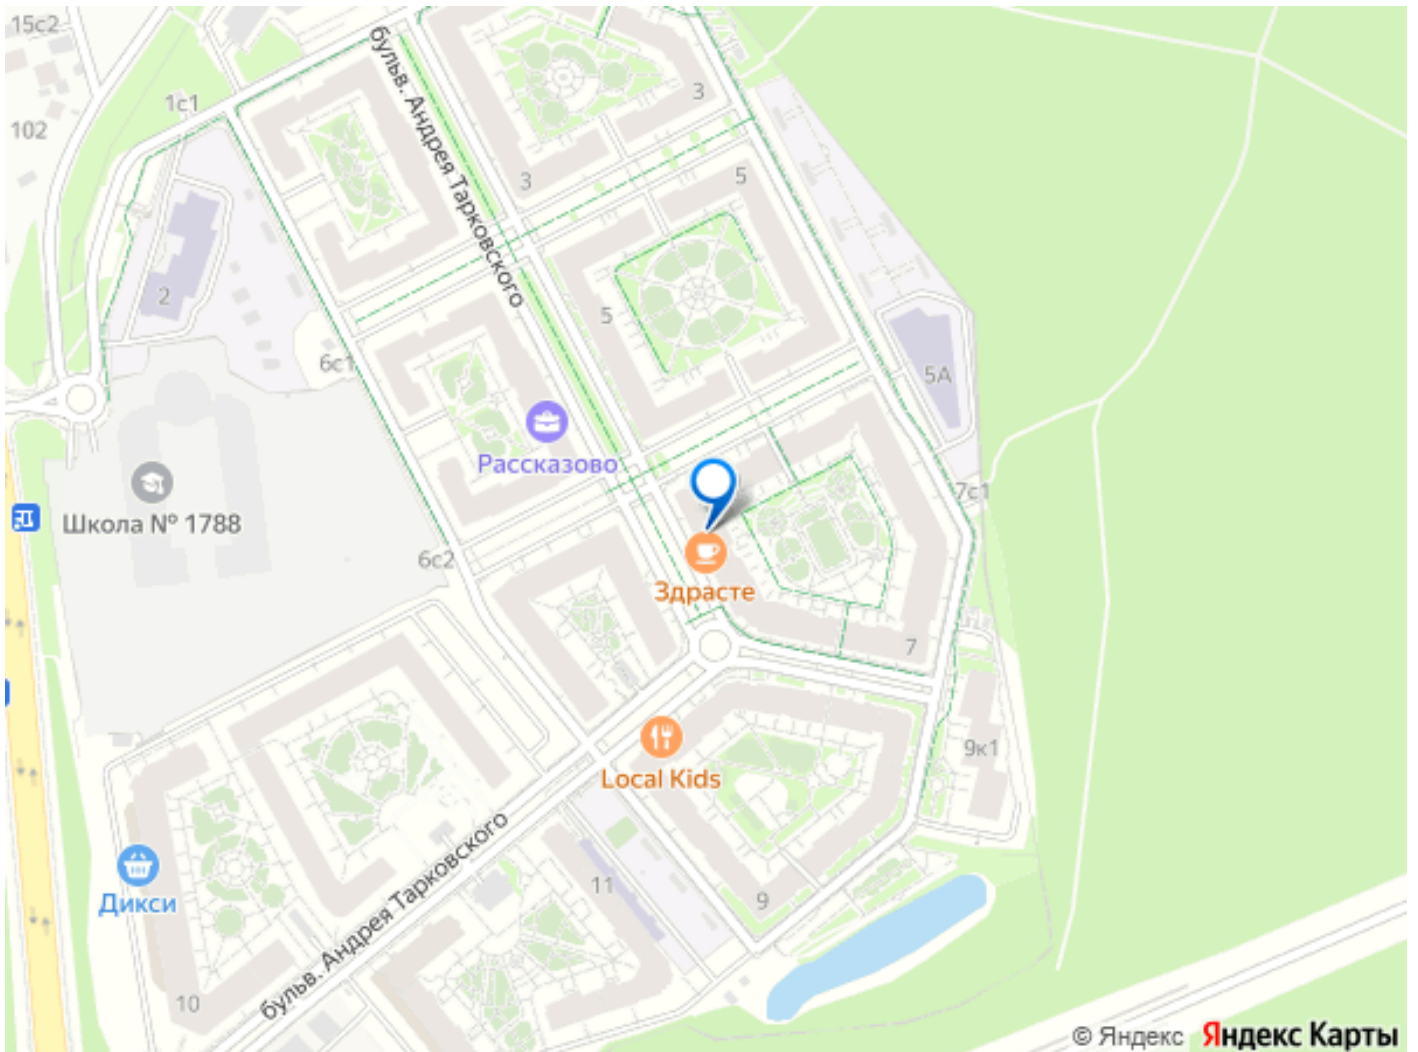 15с2
бульв. Андрея Тарковского
3
1с1
102
5
3
2
5
6с1
5А
Рассказово
7с1
Школа № 1788
6с2
Здрасте
7
9к1
Local Kids
бульв. Андрея Тарковского
Дикси
11
9
10
© Яндекс Яндекс Карты